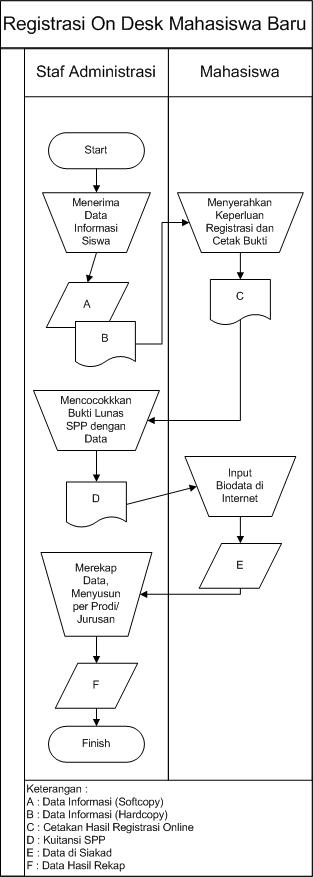 Registrasi On Desk Mahasiswa Baru
Staf Administrasi
Mahasiswa
Start
Menerima
Data
Informasi
Siswa
Menyerahkan
Keperluan
Registrasi dan
Cetak Bukti
A
B
C
Mencocokkkan
Bukti Lunas
SPP dengan
Data
D
Input
Biodata di
Internet
E
Merekap
Data,
Menyusun
per Prodi/
Jurusan
F
Finish
Keterangan :
A : Data Informasi (Softcopy)
B : Data Informasi (Hardcopy)
C : Cetakan Hasil Registrasi Online
D : Kuitansi SPP
E : Data di Siakad
F : Data Hasil Rekap